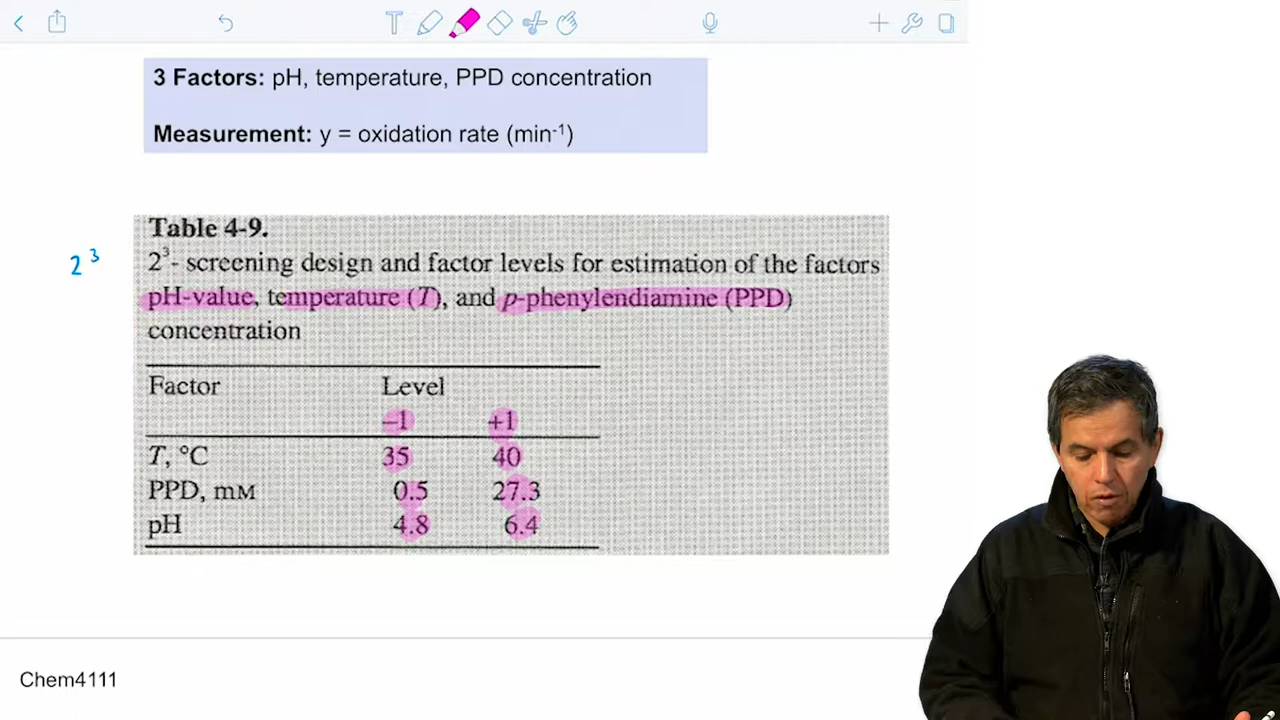 3 Factors: pH, temperature, PPD concentration
Measurement: y = oxidation rate (min⁻¹)
Table 4-9.
2³
2³- screening design and factor levels for estimation of the factors
pH-value, temperature (T), and p-phenylendiamine (PPD)
concentration
Factor Level
−1 +1
T, °C 35 40
PPD, mM 0.5 27.3
pH 4.8 6.4
Chem4111